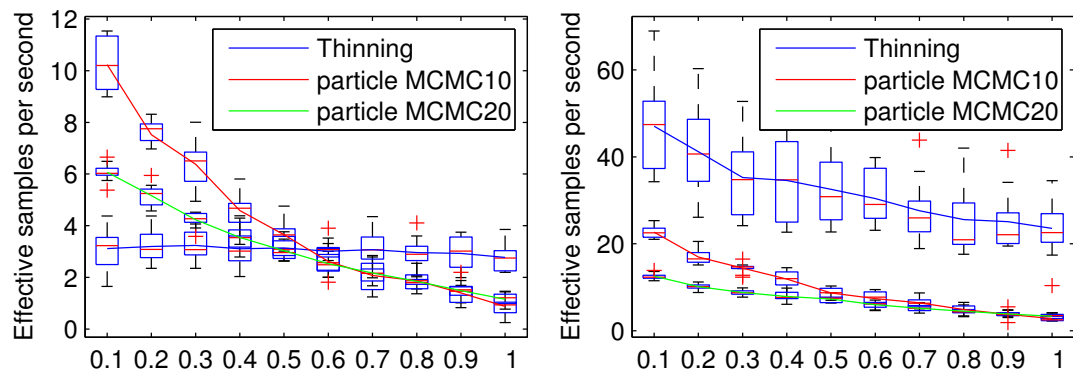 Effective samples per second
12
10
8
6
4
2
0
Thinning
particle MCMC10
particle MCMC20
0.1 0.2 0.3 0.4 0.5 0.6 0.7 0.8 0.9 1
Effective samples per second
60
40
20
0
Thinning
particle MCMC10
particle MCMC20
0.1 0.2 0.3 0.4 0.5 0.6 0.7 0.8 0.9 1